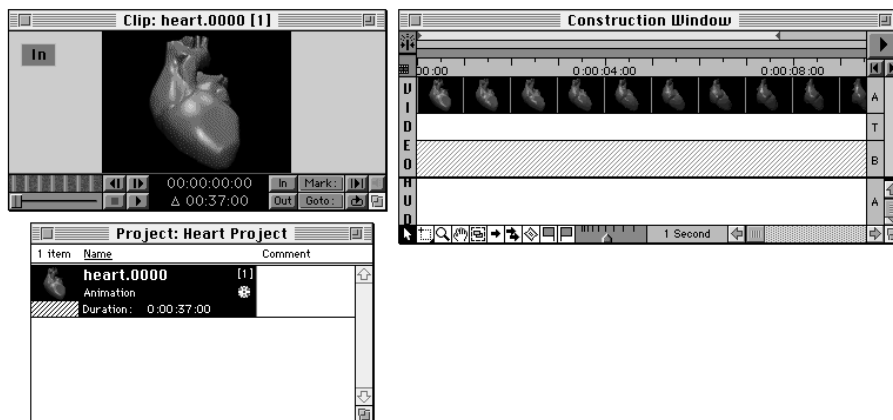 Clip: heart.0000 [1]
In
00:00:00:00
In
Mark:
Δ 00:37:00
Out
Goto:
Construction Window
00:00
0:00:04:00
0:00:08:00
VIDEO
A
T
B
AUD
A
1 Second
Project: Heart Project
1 item
Name
Comment
heart.0000
[1]
Animation
Duration: 0:00:37:00